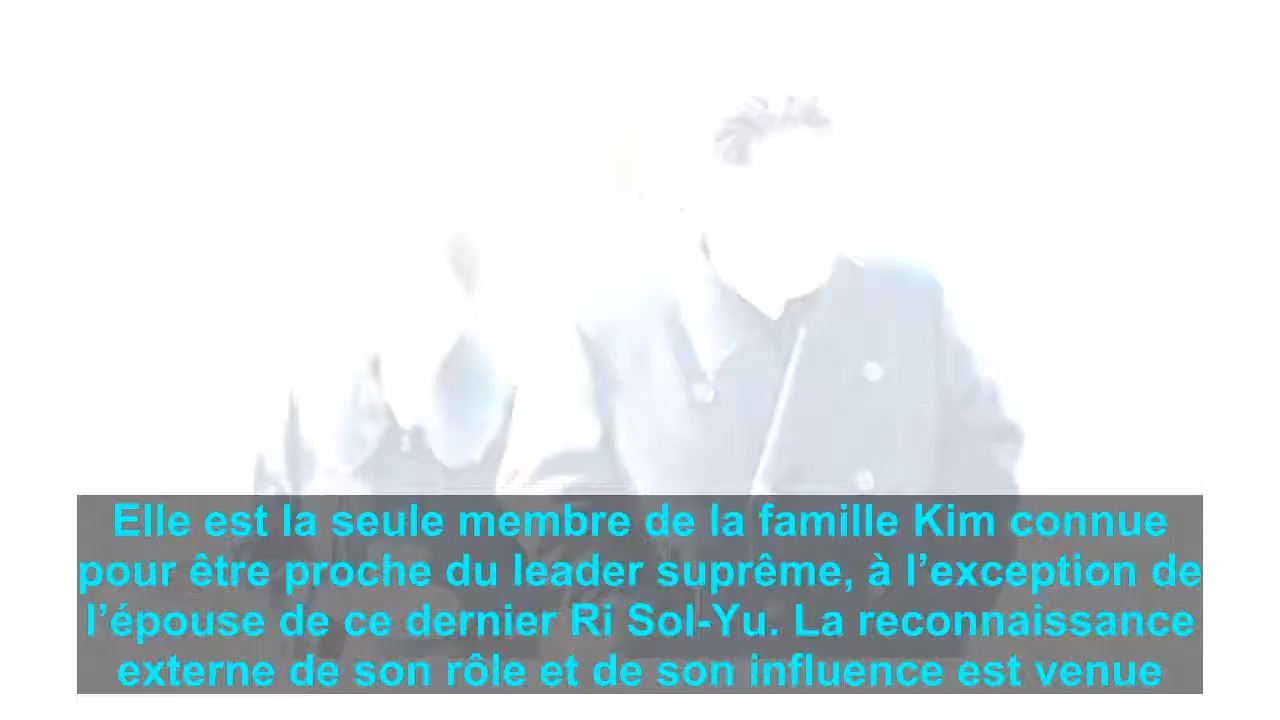 Elle est la seule membre de la famille Kim connue
pour être proche du leader suprême, à l’exception de
l’épouse de ce dernier Ri Sol-Yu. La reconnaissance
externe de son rôle et de son influence est venue